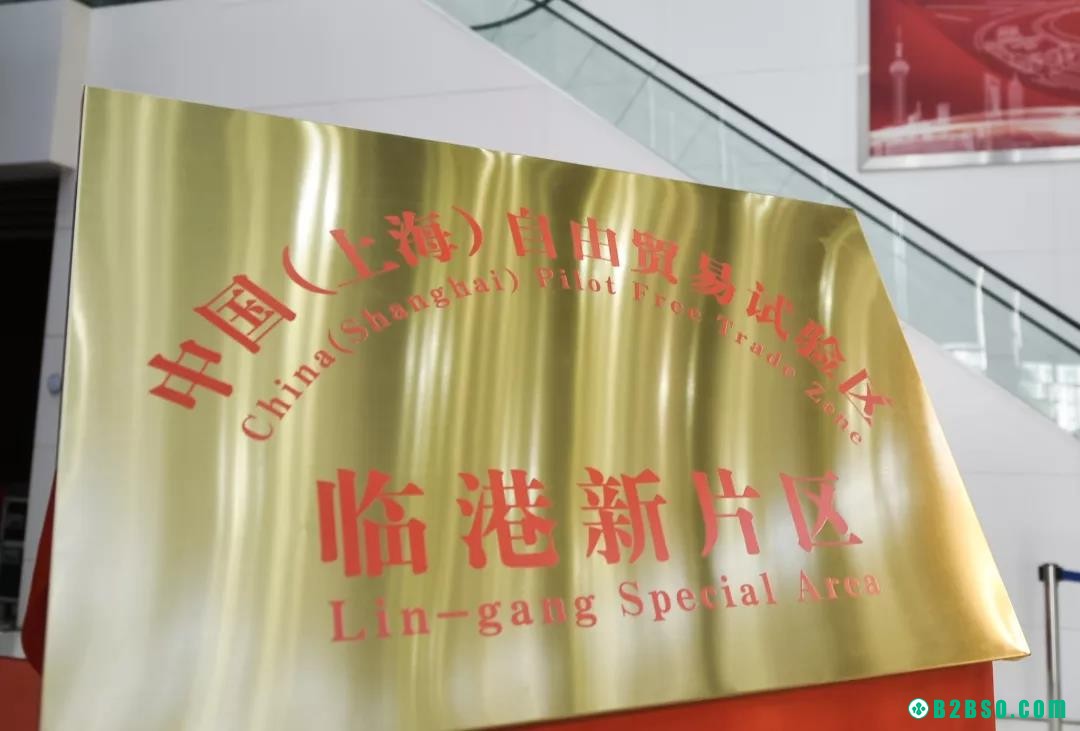 中国(上海)自由贸易试验区
China(Shanghai) Pilot Free Trade Zone
临港新片区
Lin-gang Special Area
B2BSO.com